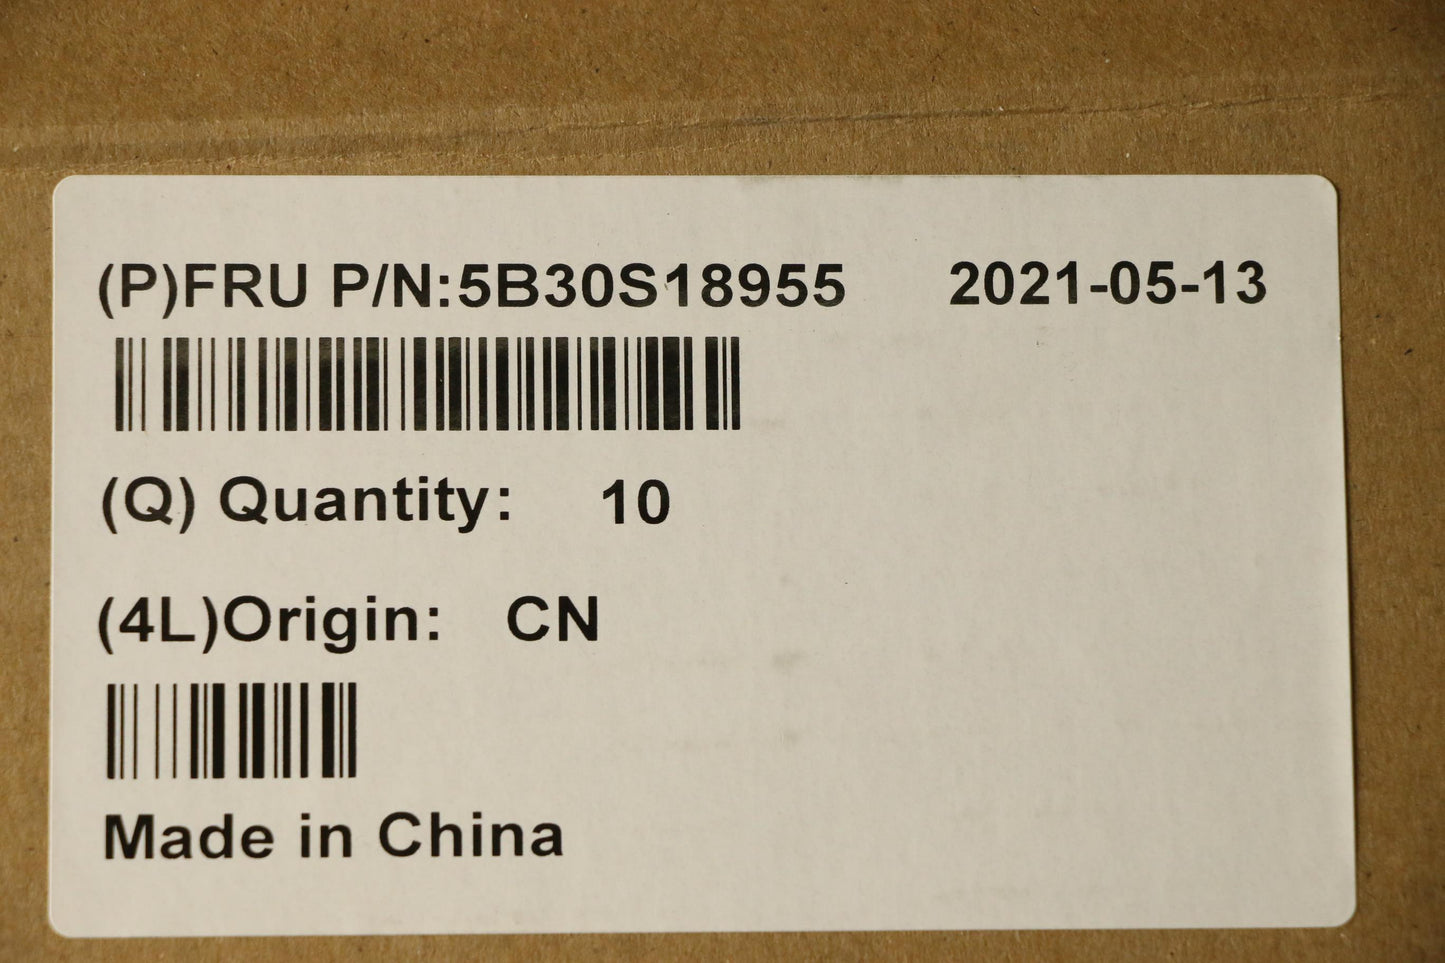 (P)FRU P/N:5B30S18955 2021-05-13
(Q) Quantity: 10
(4L)Origin: CN
Made in China